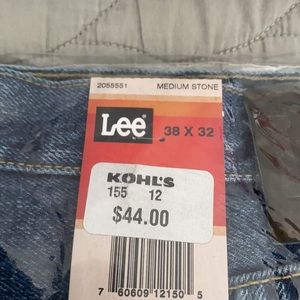 2055551 MEDIUM STONE
Lee 38 X 32
KOHL'S
155 12
$44.00
7 60609 12150 5